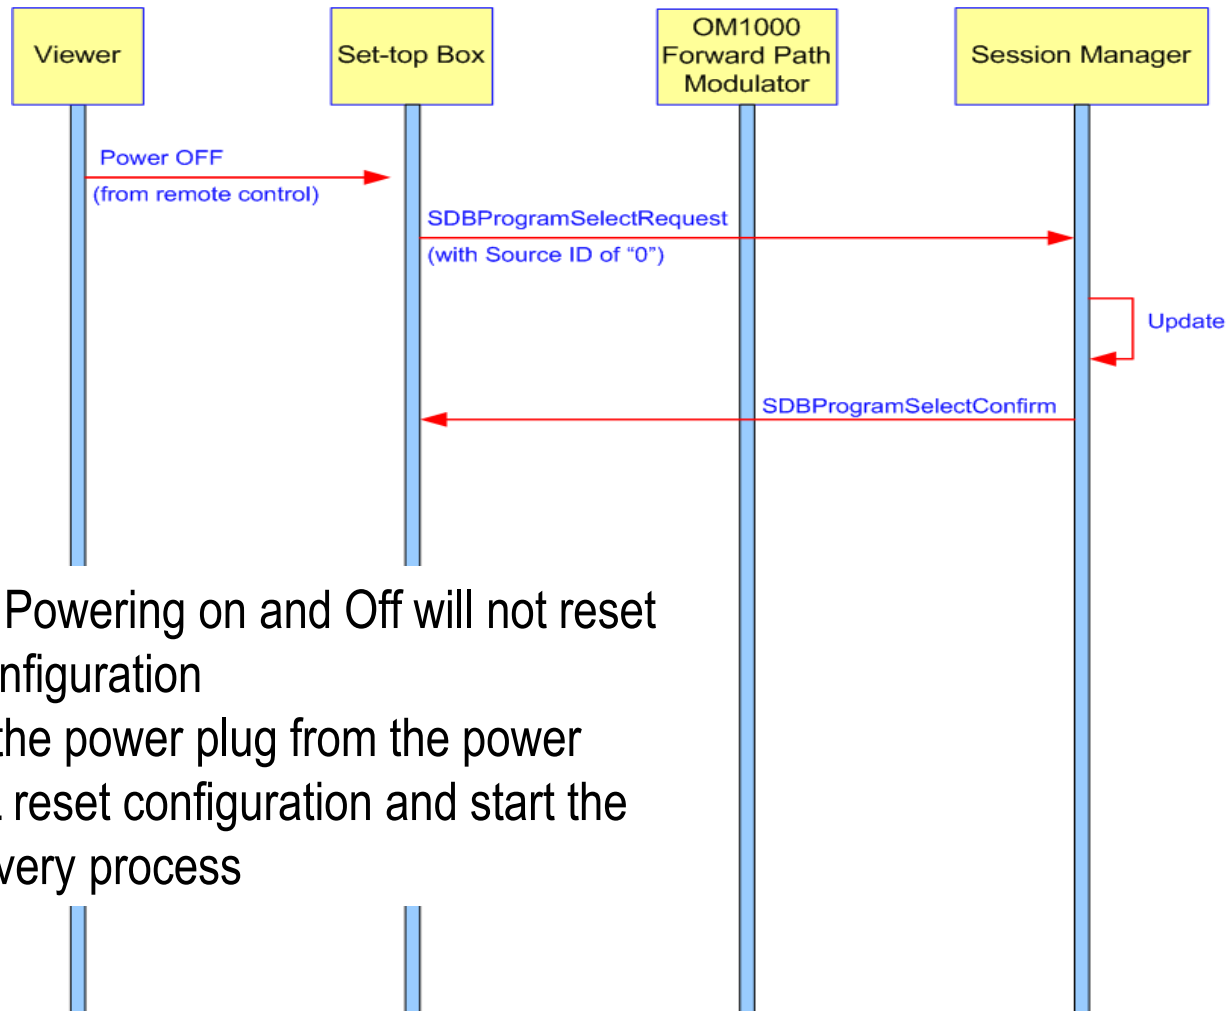 Viewer
Set-top Box
OM1000
Forward Path
Modulator
Session Manager
Power OFF
(from remote control)
SDBProgramSelectRequest
(with Source ID of “0”)
Update
SDBProgramSelectConfirm
Powering on and Off will not reset
nfiguration
the power plug from the power
reset configuration and start the
very process